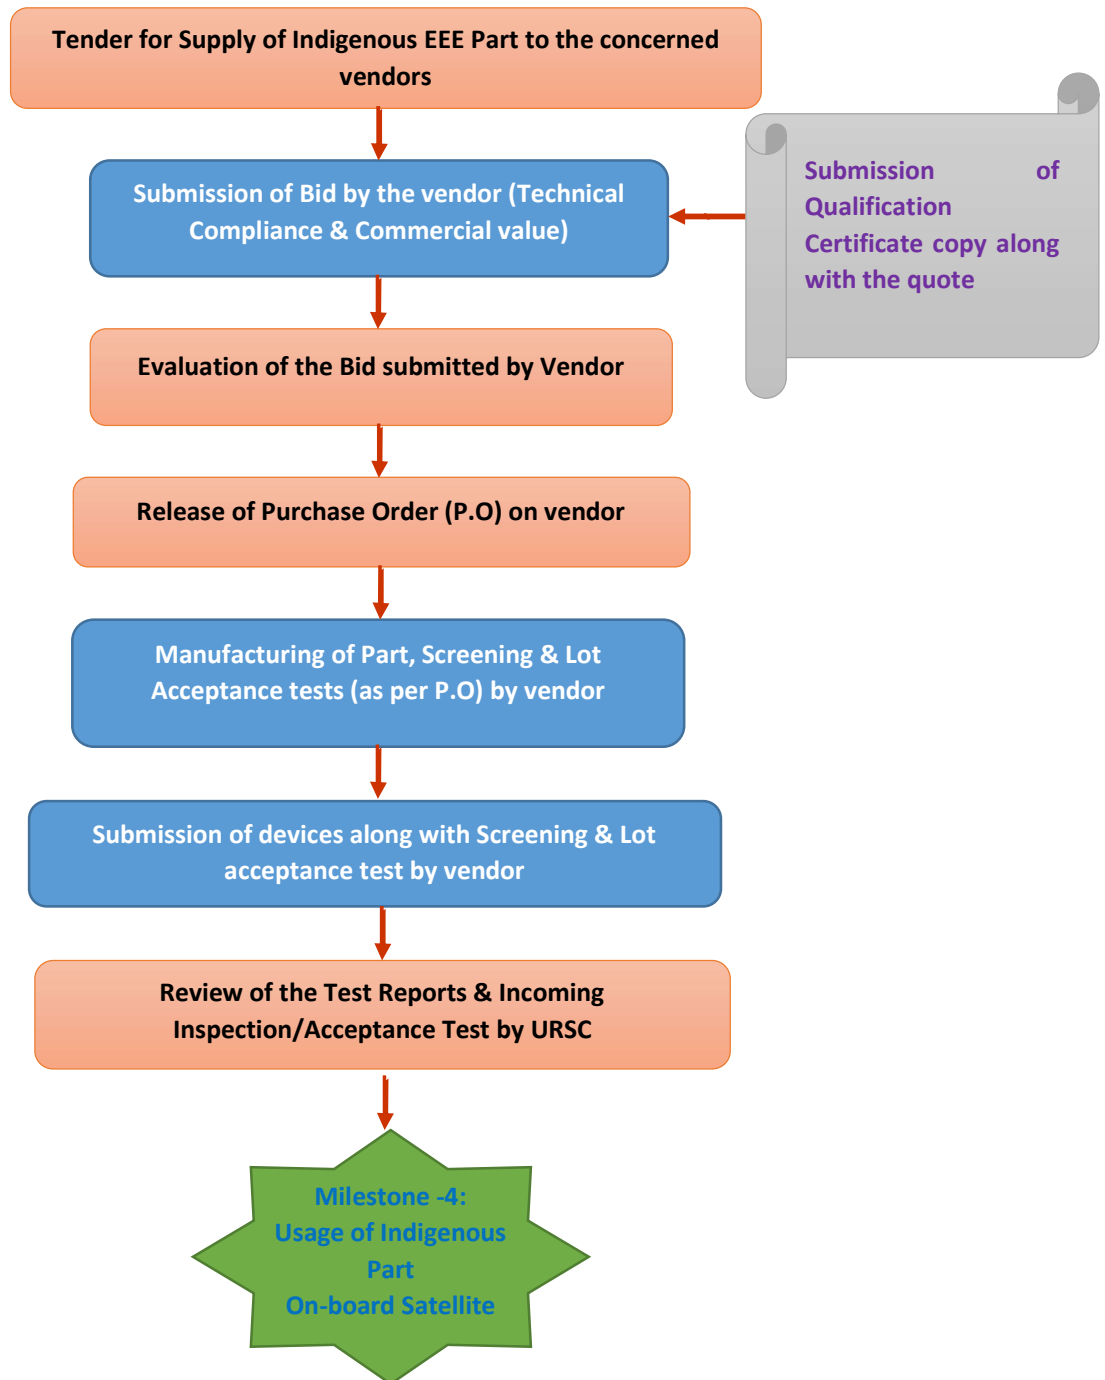 Tender for Supply of Indigenous EEE Part to the concerned
vendors
Submission of Bid by the vendor (Technical
Compliance & Commercial value)
Submission of
Qualification
Certificate copy along
with the quote
Evaluation of the Bid submitted by Vendor
Release of Purchase Order (P.O) on vendor
Manufacturing of Part, Screening & Lot
Acceptance tests (as per P.O) by vendor
Submission of devices along with Screening & Lot
acceptance test by vendor
Review of the Test Reports & Incoming
Inspection/Acceptance Test by URSC
Milestone -4:
Usage of Indigenous
Part
On-board Satellite